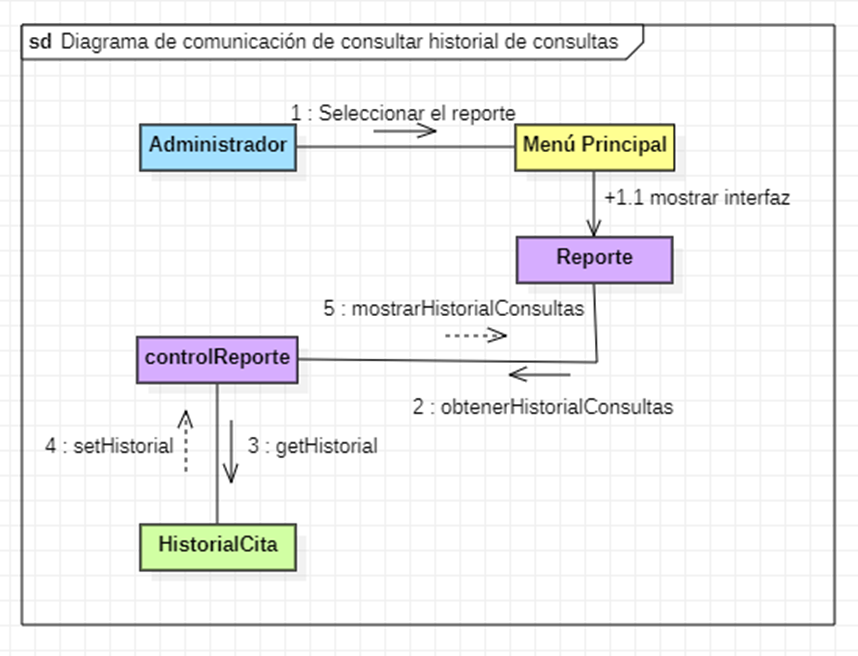 sd Diagrama de comunicación de consultar historial de consultas
1 : Seleccionar el reporte
Administrador
Menú Principal
+1.1 mostrar interfaz
Reporte
5 : mostrarHistorialConsultas
controlReporte
2 : obtenerHistorialConsultas
4 : setHistorial
3 : getHistorial
HistorialCita